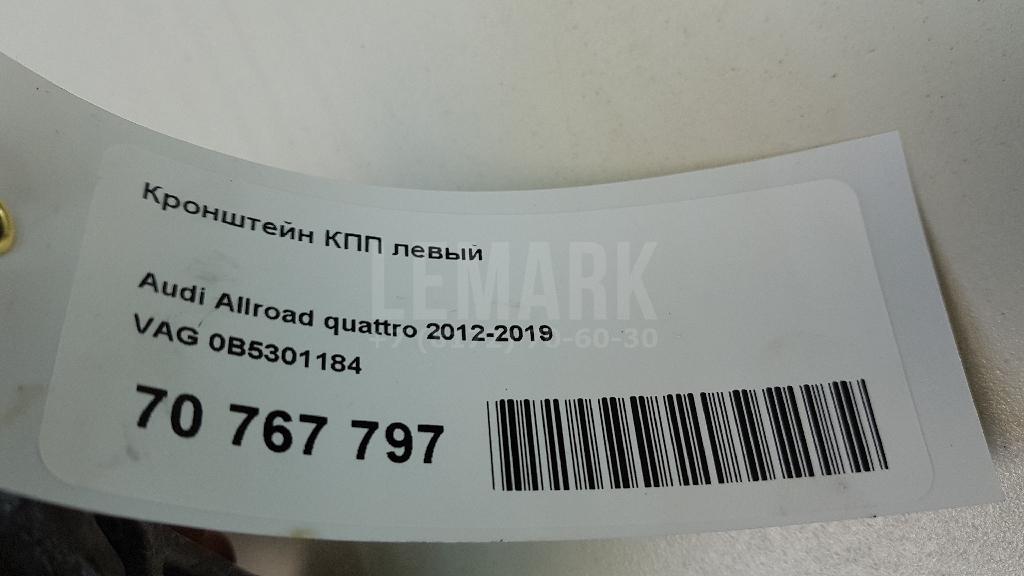 Кронштейн КПП левый
LEMARK
Audi Allroad quattro 2012-2019
VAG 0B5301184
70 767 797